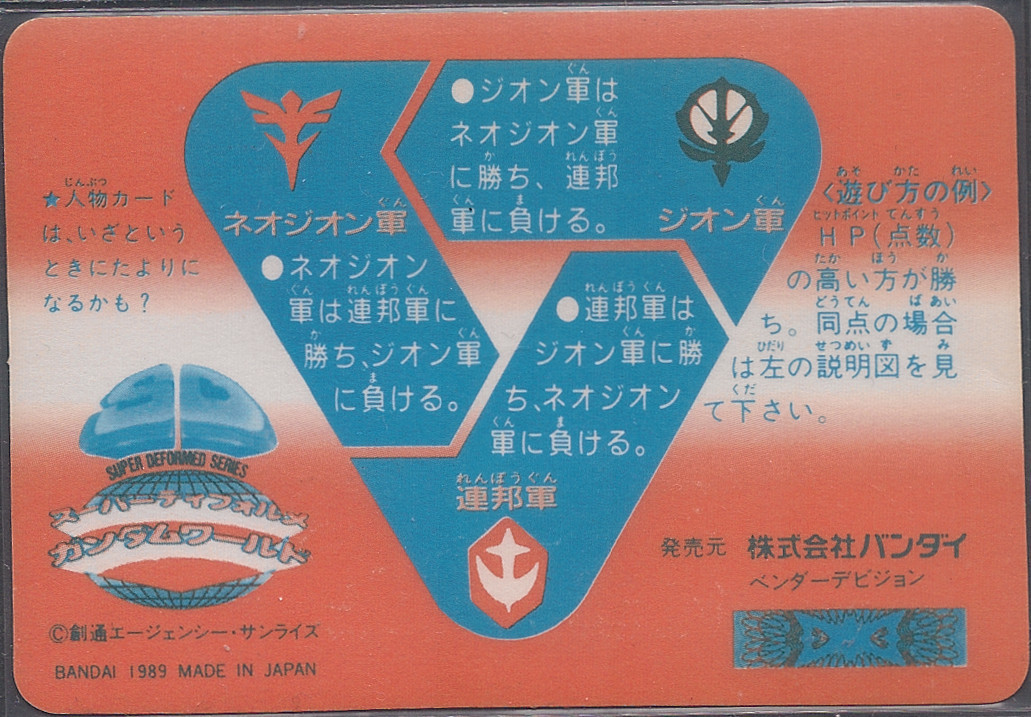 ●ジオン軍は
ネオジオン軍
に勝ち、連邦
軍に負ける。
ジオン軍
ネオジオン軍
●ネオジオン
軍は連邦軍に
勝ち、ジオン軍
に負ける。
●連邦軍は
ジオン軍に勝
ち、ネオジオン
軍に負ける。
連邦軍
★人物カード
は、いざという
ときにたよりに
なるかも？
〈遊び方の例〉
HP(点数)
の高い方が勝
ち。同点の場合
は左の説明図を見
て下さい。
SUPER DEFORMED SERIES
スーパーディフォルメ
ガンダムワールド
©創通エージェンシー・サンライズ
BANDAI 1989 MADE IN JAPAN
発売元 株式会社バンダイ
ベンダーデビジョン